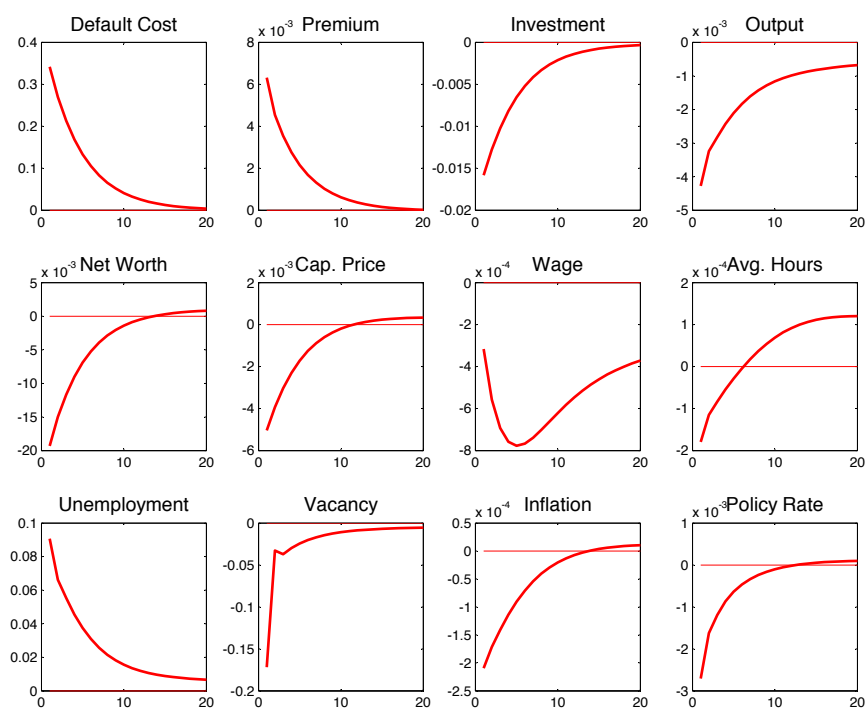 Default Cost
0.4
0.3
0.2
0.1
0
0 10 20
x 10⁻³ Premium
8
6
4
2
0
0 10 20
Investment
0
-0.005
-0.01
-0.015
-0.02
0 10 20
x 10⁻³ Output
0
-1
-2
-3
-4
-5
0 10 20
x 10⁻³ Net Worth
5
0
-5
-10
-15
-20
0 10 20
x 10⁻³ Cap. Price
2
0
-2
-4
-6
0 10 20
x 10⁻⁴ Wage
0
-2
-4
-6
-8
0 10 20
x 10⁻⁴ Avg. Hours
2
1
0
-1
-2
0 10 20
Unemployment
0.1
0.08
0.06
0.04
0.02
0
0 10 20
Vacancy
0
-0.05
-0.1
-0.15
-0.2
0 10 20
x 10⁻⁴ Inflation
0.5
0
-0.5
-1
-1.5
-2
-2.5
0 10 20
x 10⁻³ Policy Rate
1
0
-1
-2
-3
0 10 20